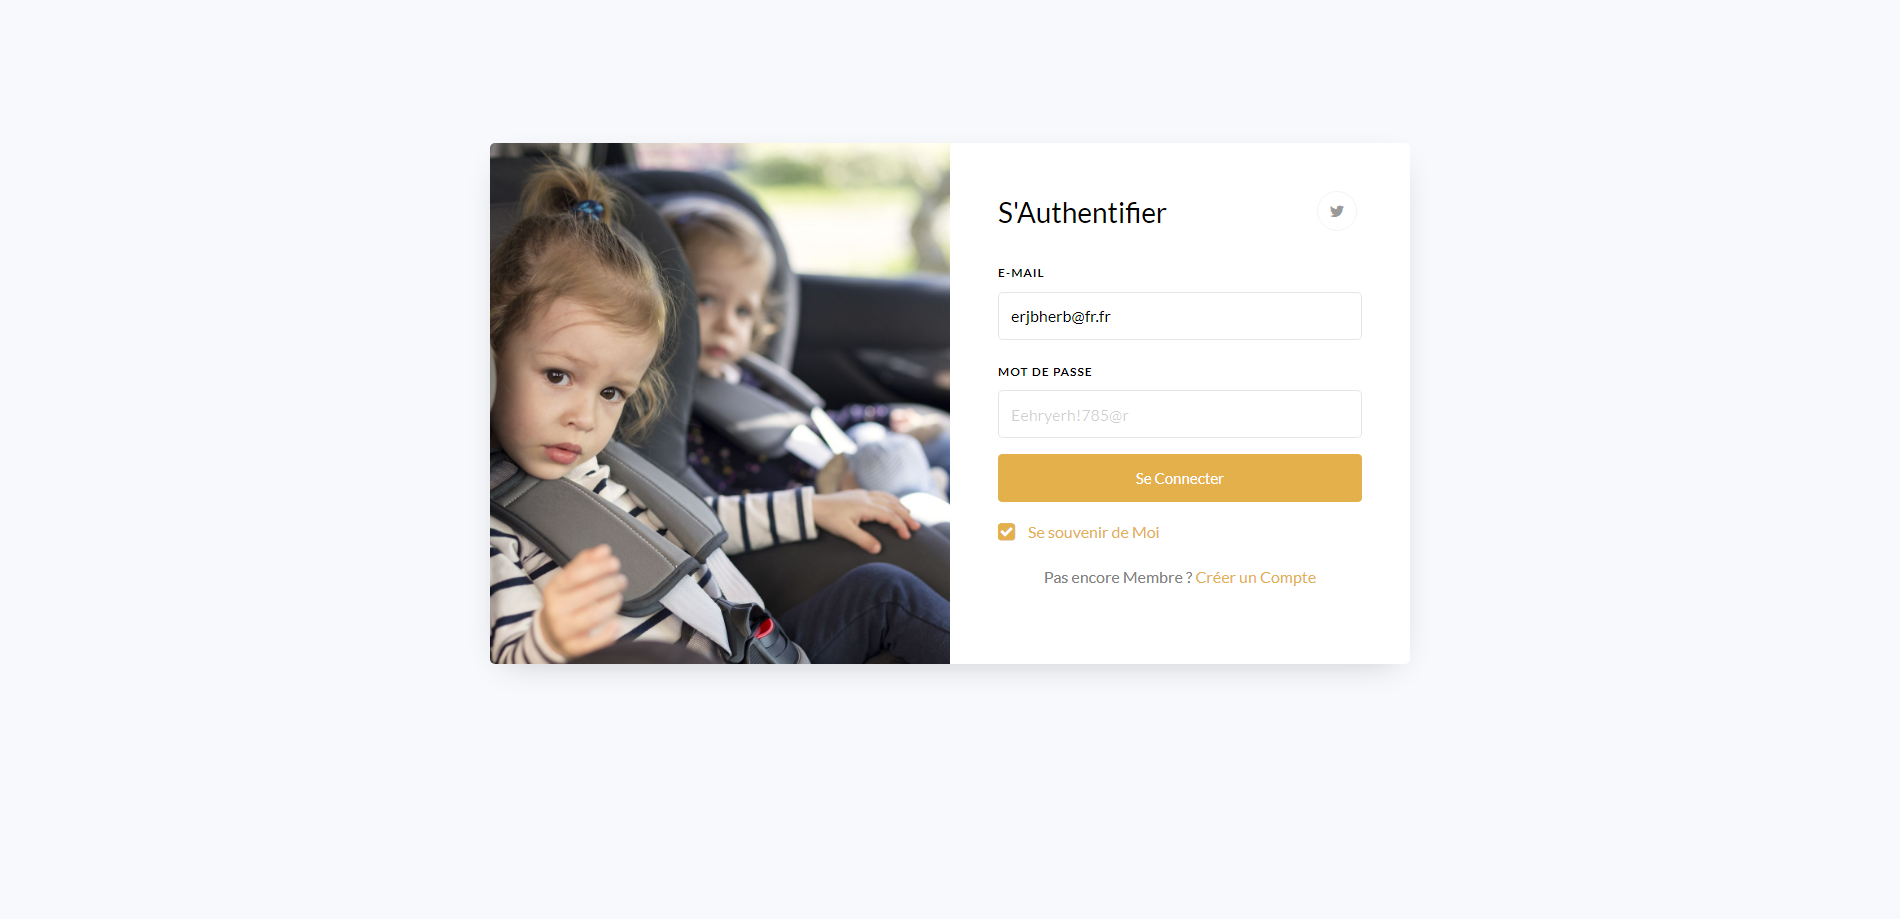 S'Authentifier
E-MAIL
erjbherb@fr.fr
MOT DE PASSE
Eehryerh!785@r
Se Connecter
Se souvenir de Moi
Pas encore Membre ? Créer un Compte